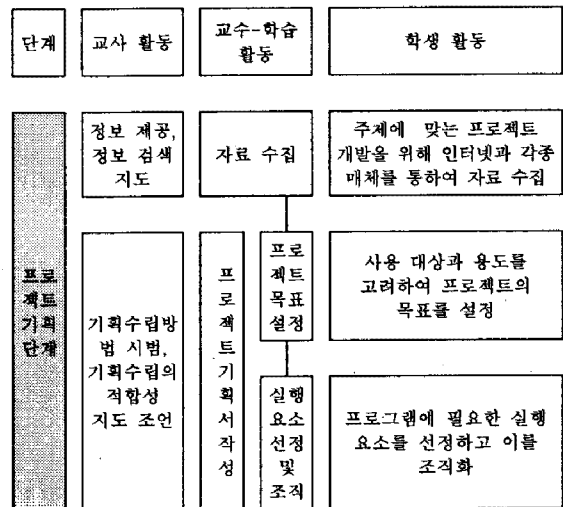 단계
교사 활동
교수-학습
활동
학생 활동
프로
젝트
기획
단계
정보 제공,
정보 검색
지도
자료 수집
주제에 맞는 프로젝트
개발을 위해 인터넷과 각종
매체를 통하여 자료 수집
기획수립방
법 시범,
기획수립의
적합성
지도 조언
프
로
젝
트
기
획
서
작
성
프로
젝트
목표
설정
사용 대상과 용도를
고려하여 프로젝트의
목표를 설정
실행
요소
선정
및
조직
프로그램에 필요한 실행
요소를 선정하고 이를
조직화